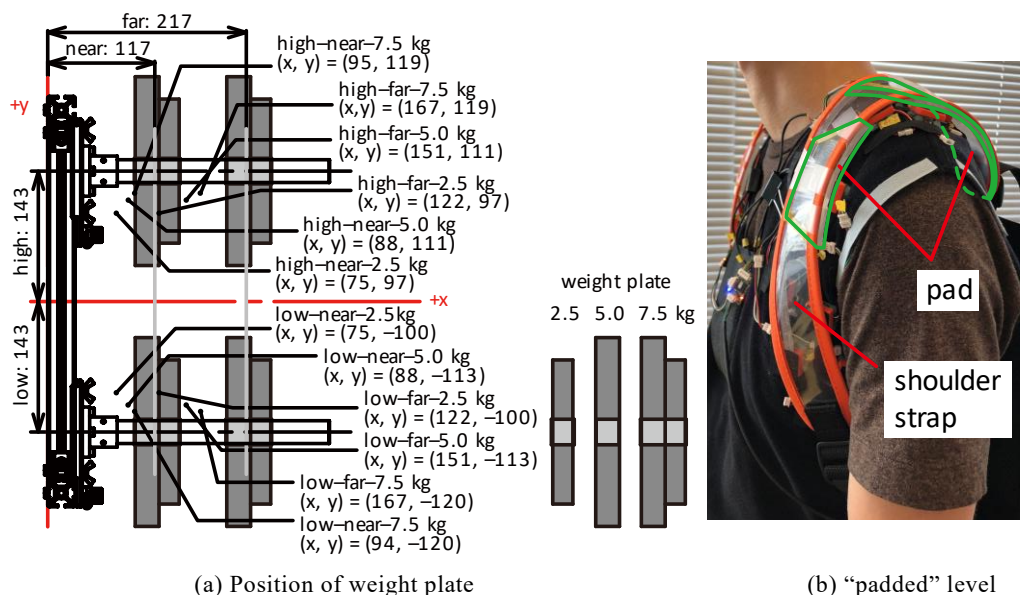 far: 217
near: 117
+y
high: 143
low: 143
+x
high–near–7.5 kg
(x, y) = (95, 119)
high–far–7.5 kg
(x,y) = (167, 119)
high–far–5.0 kg
(x, y) = (151, 111)
high–far–2.5 kg
(x, y) = (122, 97)
high–near–5.0 kg
(x, y) = (88, 111)
high–near–2.5 kg
(x, y) = (75, 97)
low–near–2.5kg
(x, y) = (75, –100)
low–near–5.0 kg
(x, y) = (88, –113)
low–far–2.5 kg
(x, y) = (122, –100)
low–far–5.0 kg
(x, y) = (151, –113)
low–far–7.5 kg
(x, y) = (167, –120)
low–near–7.5 kg
(x, y) = (94, –120)
weight plate
2.5 5.0 7.5 kg
pad
shoulder
strap
(a) Position of weight plate
(b) “padded” level